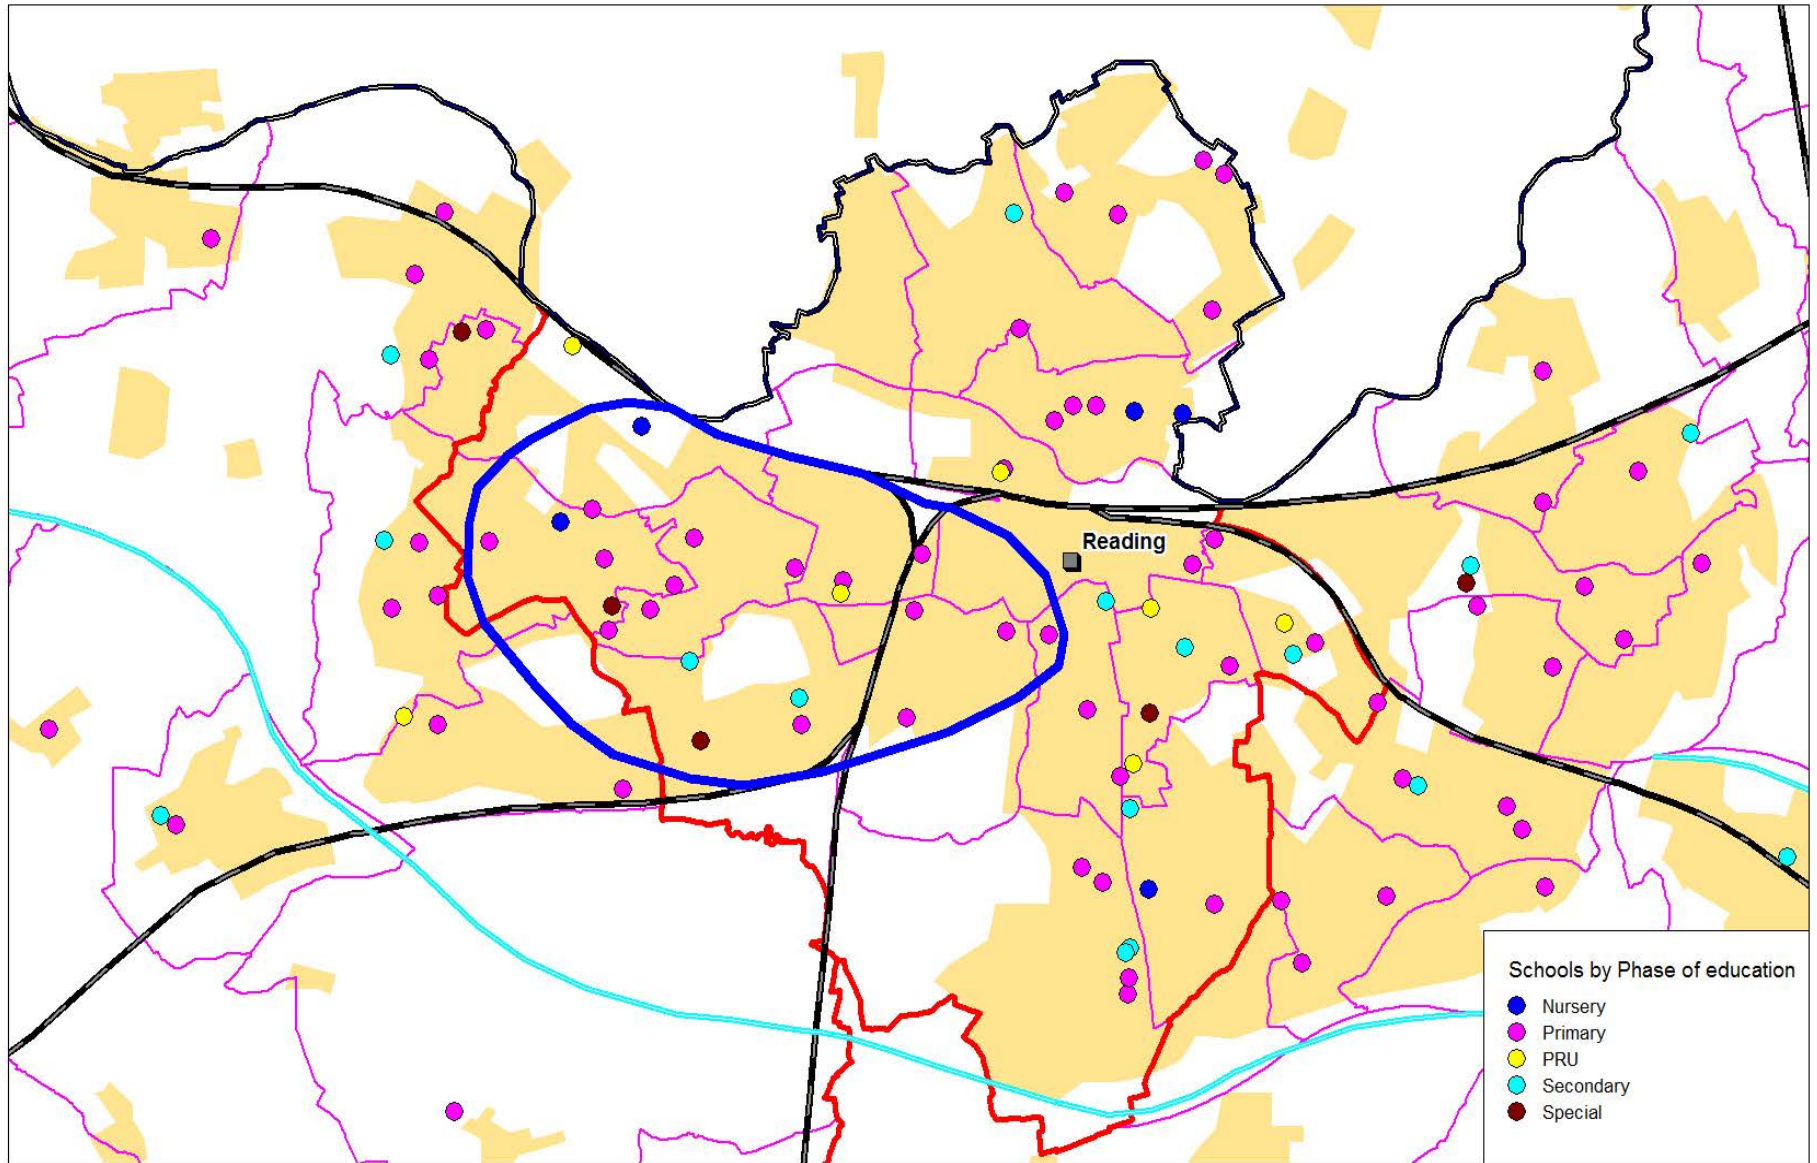 Reading
Schools by Phase of education
Nursery
Primary
PRU
Secondary
Special